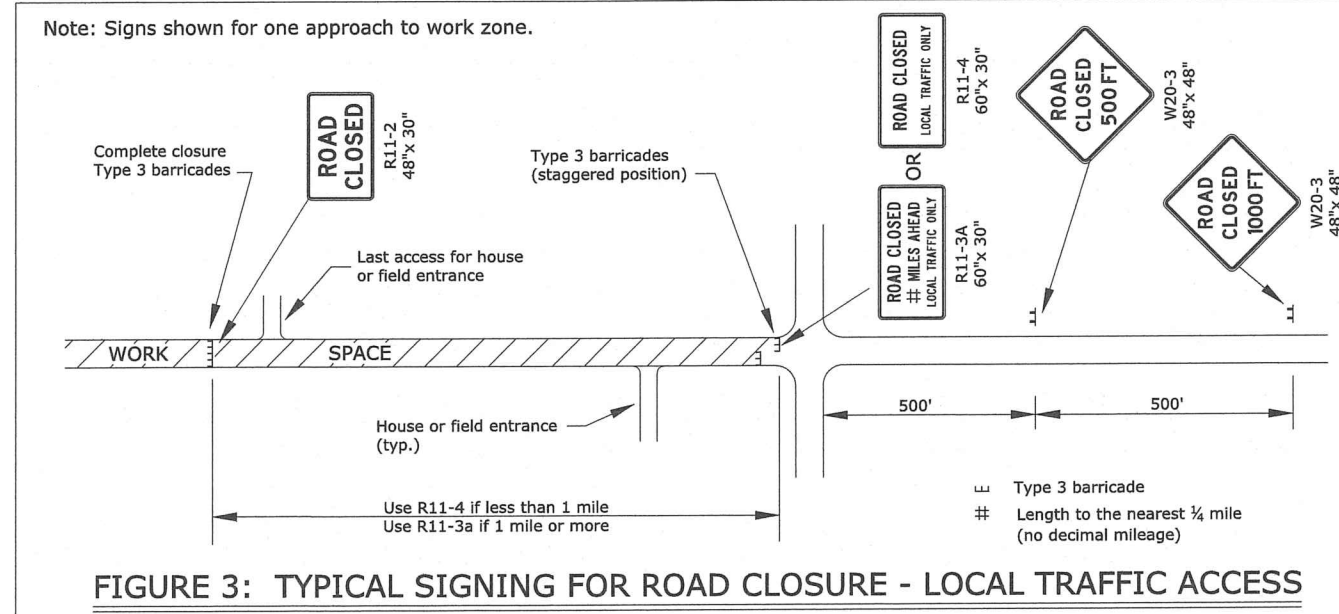 Note: Signs shown for one approach to work zone.
Complete closure
Type 3 barricades
ROAD
CLOSED
R11-2
48"x 30"
Last access for house
or field entrance
Type 3 barricades
(staggered position)
ROAD CLOSED
LOCAL TRAFFIC ONLY
R11-4
60"x 30"
OR
ROAD CLOSED
# MILES AHEAD
LOCAL TRAFFIC ONLY
R11-3A
60"x 30"
ROAD
CLOSED
500 FT
W20-3
48"x 48"
ROAD
CLOSED
1000 FT
W20-3
48"x 48"
WORK SPACE
House or field entrance
(typ.)
500' 500'
Use R11-4 if less than 1 mile
Use R11-3a if 1 mile or more
Type 3 barricade
# Length to the nearest ¼ mile
(no decimal mileage)
FIGURE 3: TYPICAL SIGNING FOR ROAD CLOSURE - LOCAL TRAFFIC ACCESS